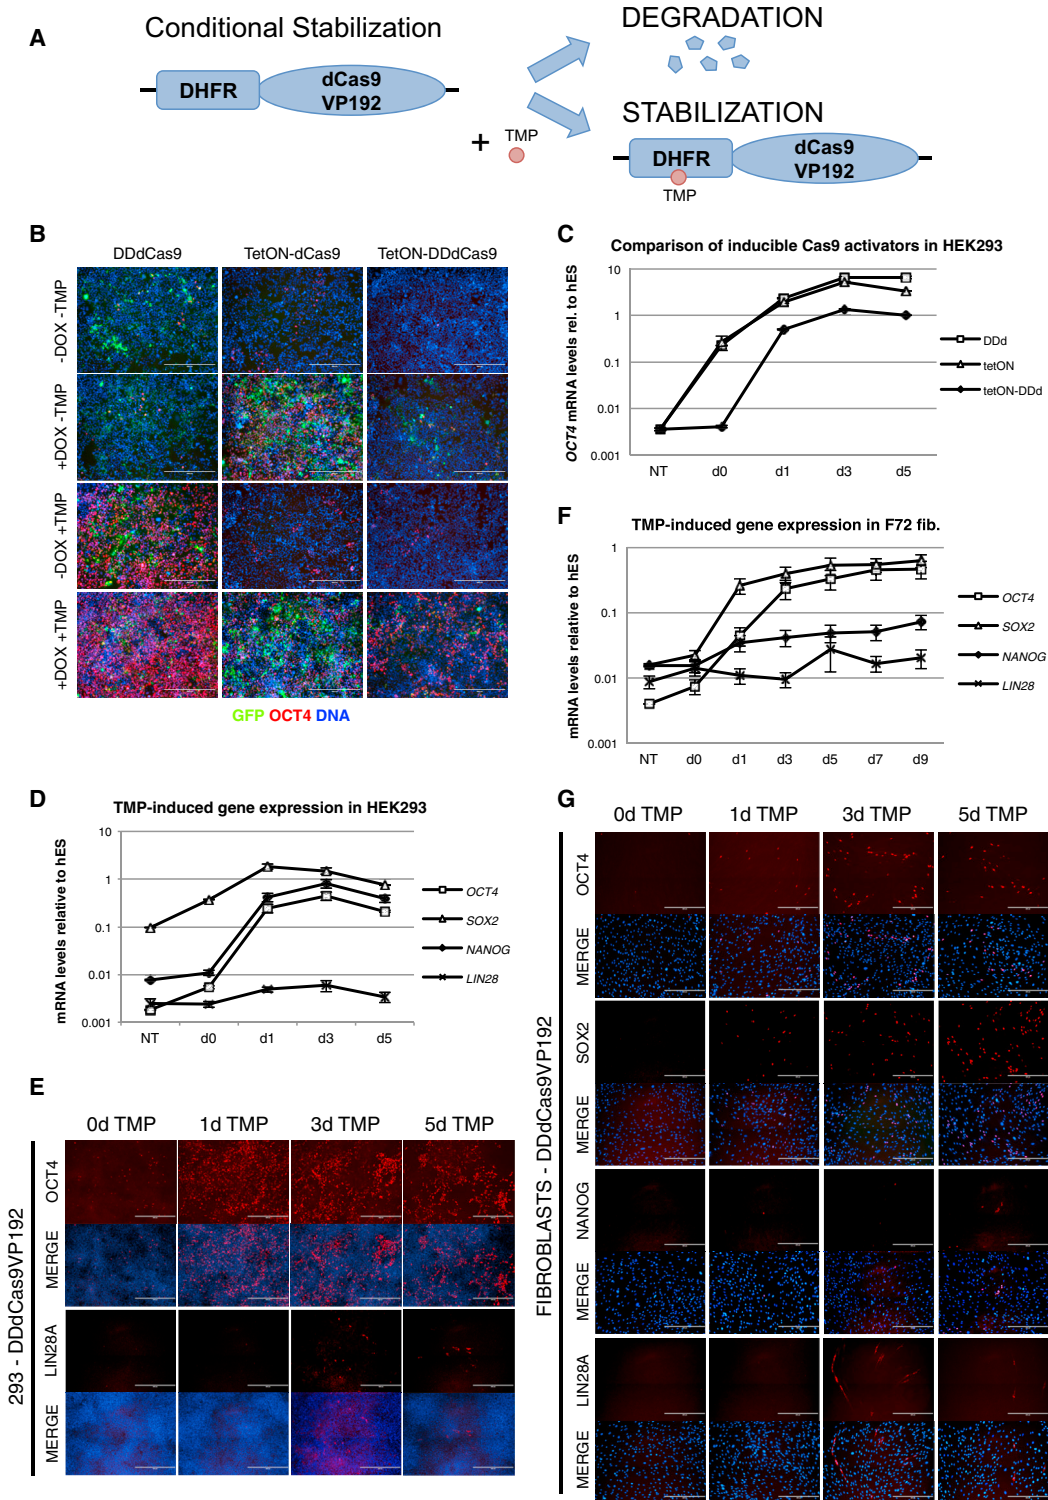 A
Conditional Stabilization
DHFR
dCas9
VP192
+
TMP
DEGRADATION
STABILIZATION
DHFR
dCas9
VP192
TMP
B
DDdCas9
TetON-dCas9
TetON-DDdCas9
-DOX -TMP
+DOX -TMP
-DOX +TMP
+DOX +TMP
GFP OCT4 DNA
C
Comparison of inducible Cas9 activators in HEK293
OCT4 mRNA levels rel. to hES
10
1
0.1
0.01
0.001
NT
d0
d1
d3
d5
DDd
tetON
tetON-DDd
F
TMP-induced gene expression in F72 fib.
mRNA levels relative to hES
1
0.1
0.01
0.001
NT
d0
d1
d3
d5
d7
d9
OCT4
SOX2
NANOG
LIN28
D
TMP-induced gene expression in HEK293
mRNA levels relative to hES
10
1
0.1
0.01
0.001
NT
d0
d1
d3
d5
OCT4
SOX2
NANOG
LIN28
E
0d TMP
1d TMP
3d TMP
5d TMP
293 - DDdCas9VP192
OCT4
MERGE
LIN28A
MERGE
G
0d TMP
1d TMP
3d TMP
5d TMP
FIBROBLASTS - DDdCas9VP192
OCT4
MERGE
SOX2
MERGE
NANOG
MERGE
LIN28A
MERGE